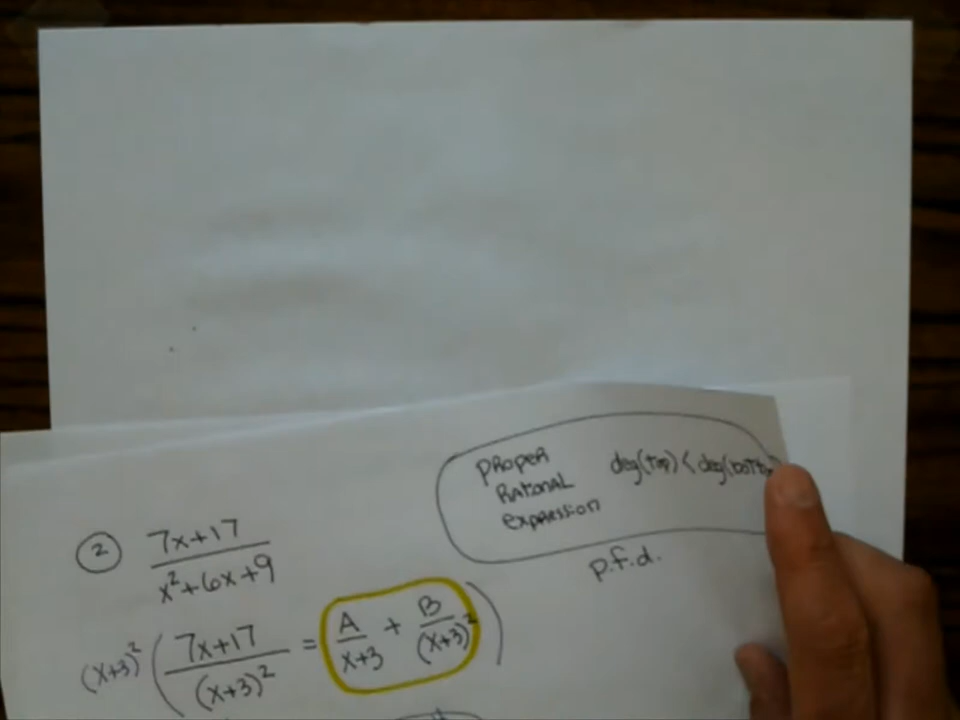 PROPER
RATIONAL
expression
deg(TOP) < deg(BOTTOM
p.f.d.
2
7x+17
x²+6x+9
(x+3)² ( 7x+17 / (x+3)² = A / x+3 + B / (x+3)² )